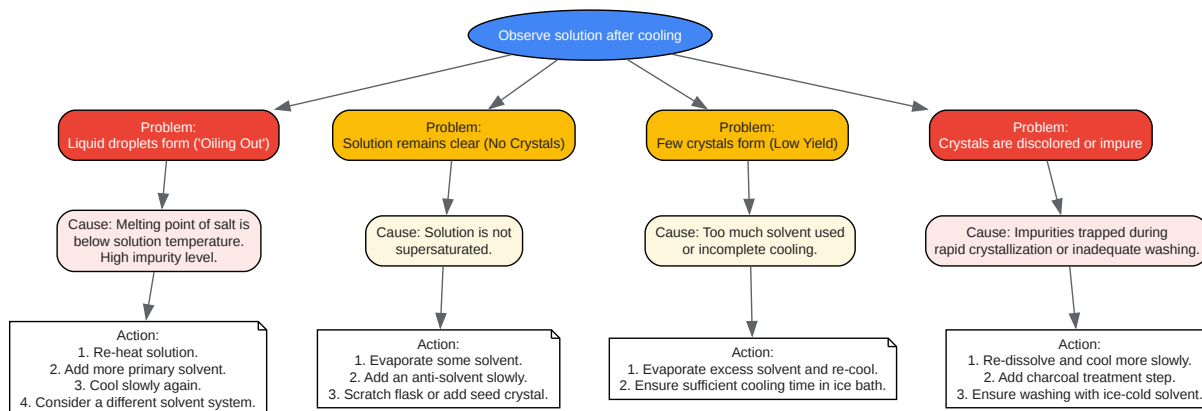 Observe solution after cooling
Problem:
Liquid droplets form ('Oiling Out')
Problem:
Solution remains clear (No Crystals)
Problem:
Few crystals form (Low Yield)
Problem:
Crystals are discolored or impure
Cause: Melting point of salt is
below solution temperature.
High impurity level.
Cause: Solution is not
supersaturated.
Cause: Too much solvent used
or incomplete cooling.
Cause: Impurities trapped during
rapid crystallization or inadequate washing.
Action:
1. Re-heat solution.
2. Add more primary solvent.
3. Cool slowly again.
4. Consider a different solvent system.
Action:
1. Evaporate some solvent.
2. Add an anti-solvent slowly.
3. Scratch flask or add seed crystal.
Action:
1. Evaporate excess solvent and re-cool.
2. Ensure sufficient cooling time in ice bath.
Action:
1. Re-dissolve and cool more slowly.
2. Add charcoal treatment step.
3. Ensure washing with ice-cold solvent.